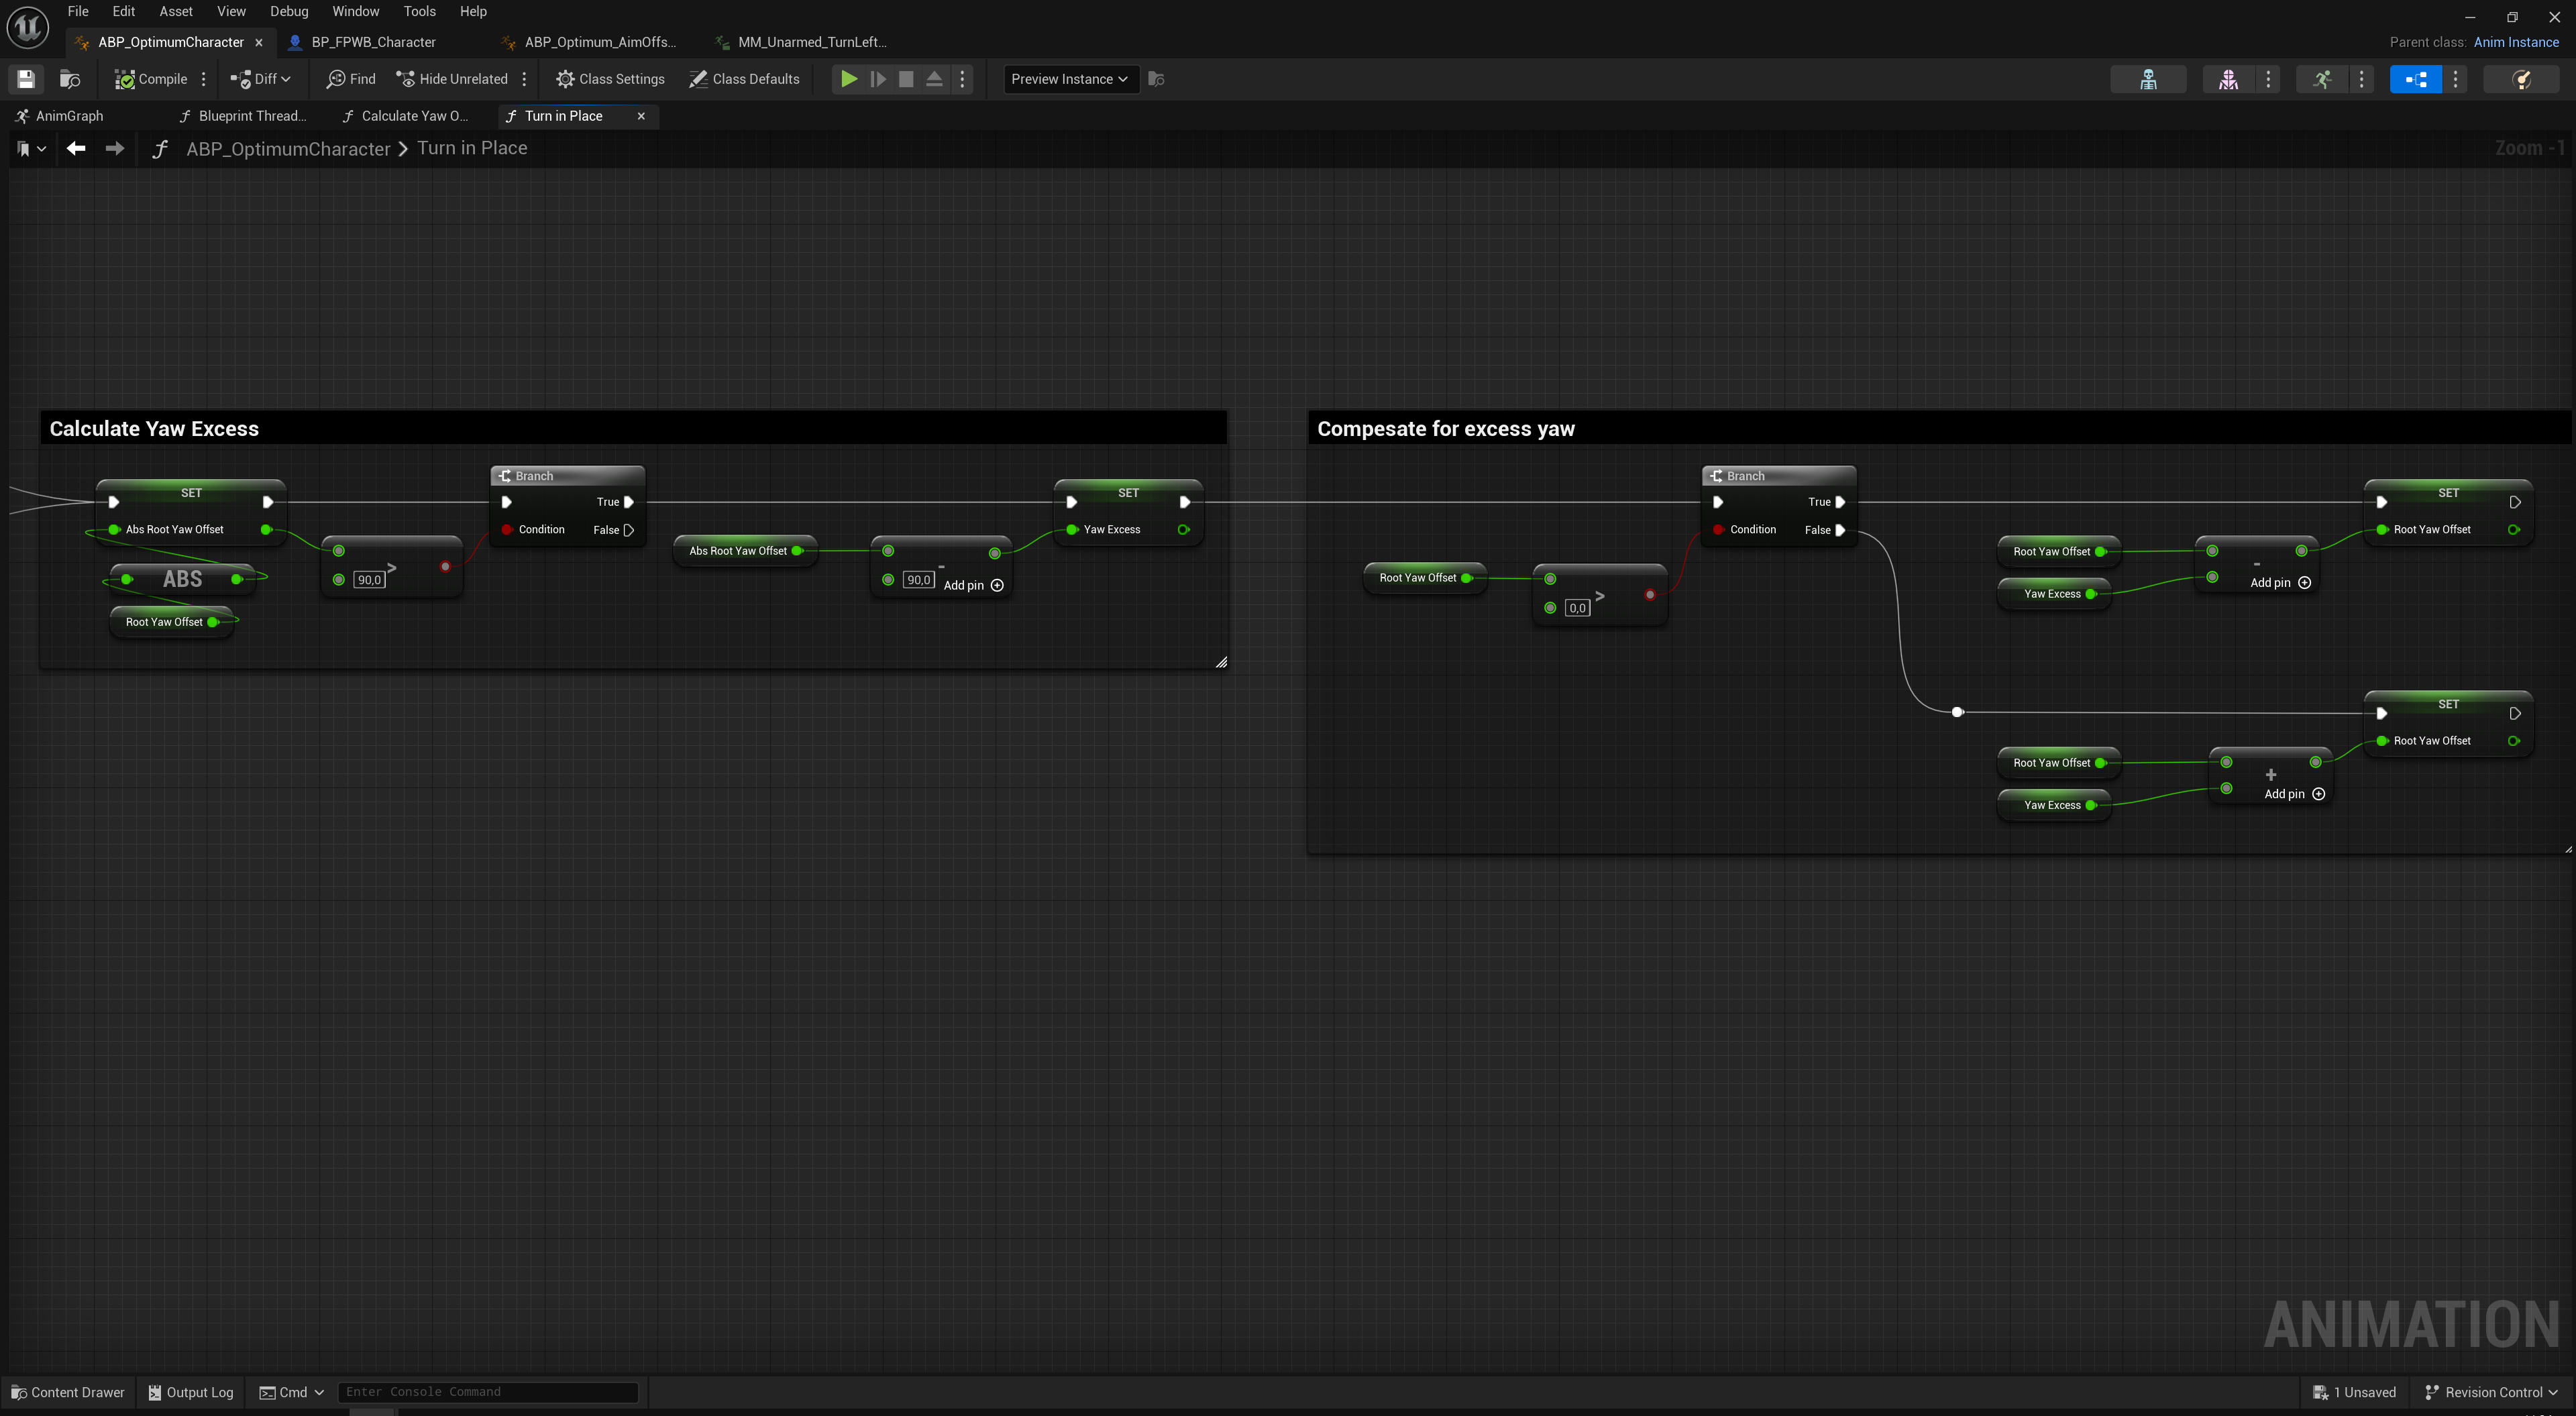 File Edit Asset View Debug Window Tools Help
ABP_OptimumCharacter BP_FPWB_Character ABP_Optimum_AimOffs... MM_Unarmed_TurnLeft... Parent class: Anim Instance
Compile Diff Find Hide Unrelated Class Settings Class Defaults Preview Instance
AnimGraph Blueprint Thread... Calculate Yaw O... Turn in Place
ABP_OptimumCharacter > Turn in Place Zoom -1
Calculate Yaw Excess
SET
Abs Root Yaw Offset
ABS
Root Yaw Offset
>
90,0
Branch
True
Condition False
Abs Root Yaw Offset
-
90,0 Add pin
SET
Yaw Excess
Compesate for excess yaw
Root Yaw Offset
>
0,0
Branch
True
Condition False
Root Yaw Offset
Yaw Excess
-
Add pin
SET
Root Yaw Offset
Root Yaw Offset
Yaw Excess
+
Add pin
SET
Root Yaw Offset
ANIMATION
Content Drawer Output Log Cmd Enter Console Command 1 Unsaved Revision Control